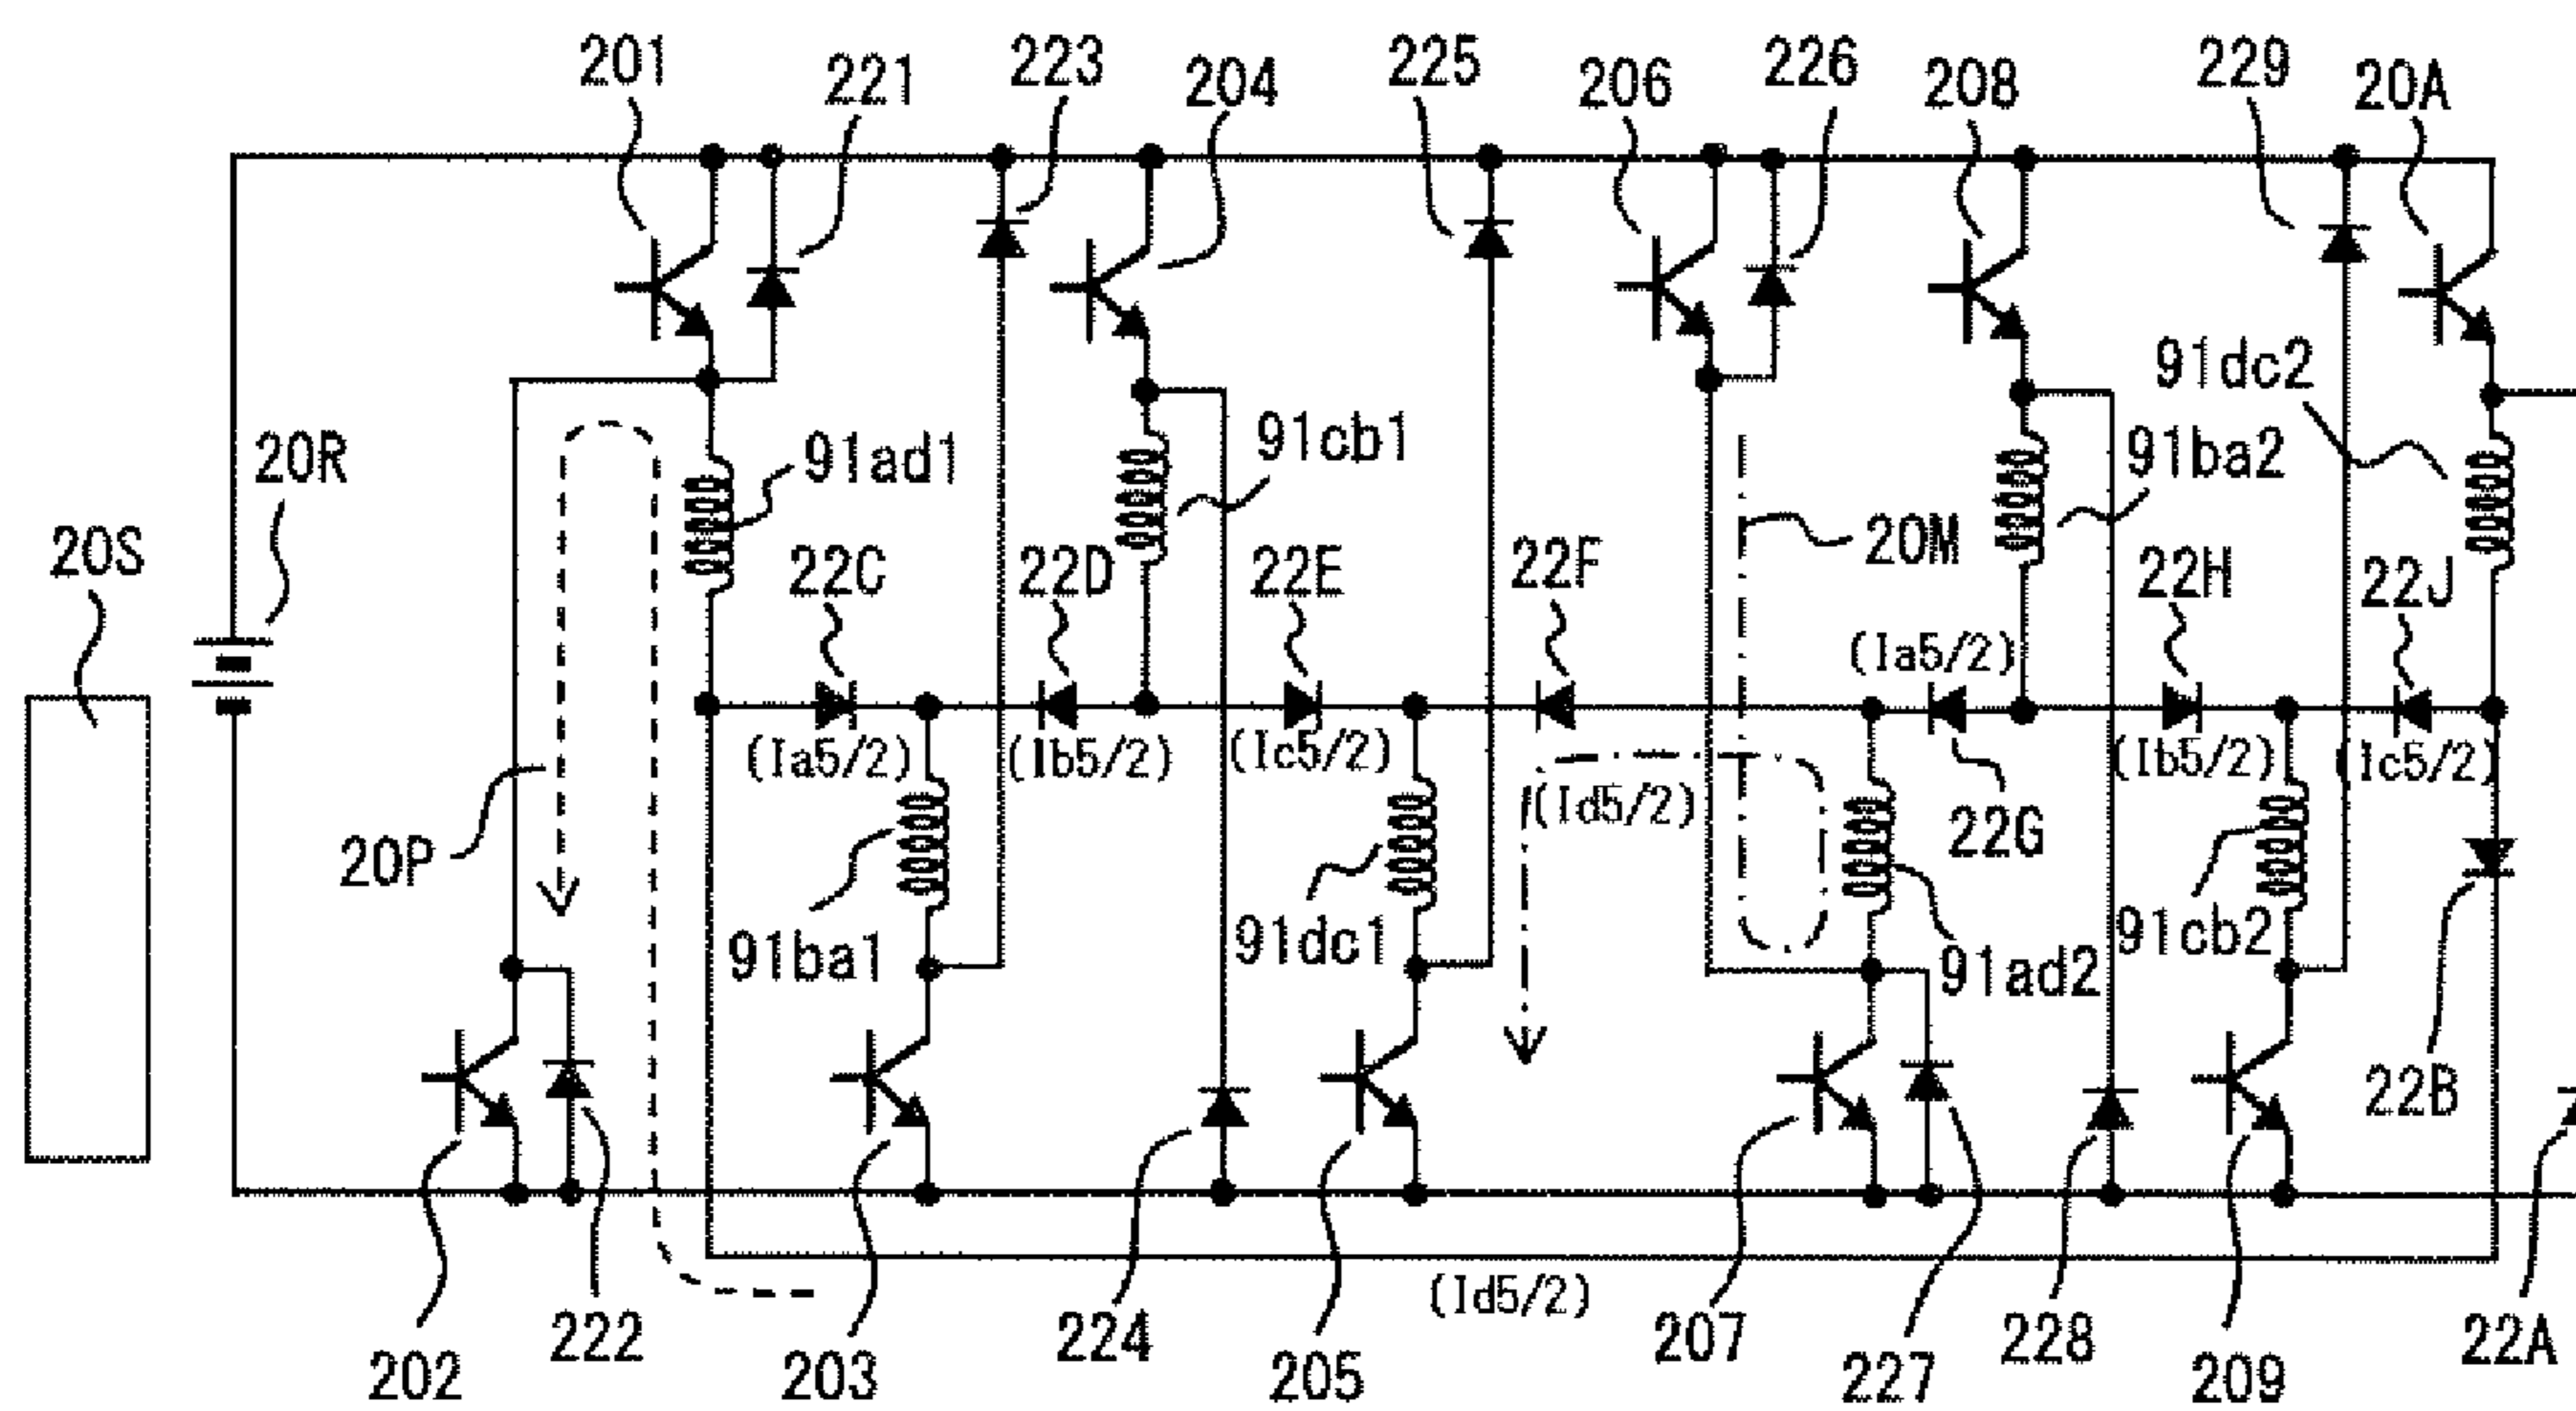 201
221
223
204
225
206
226
208
229
20A
20R
20S
91ad1
91cb1
91dc2
91ba2
20M
22C
22D
22E
22F
22H
22J
(Ia5/2)
(Ia5/2)
(Ib5/2)
(Ic5/2)
(Id5/2)
(Ib5/2)
(Ic5/2)
20P
22G
91ba1
91dc1
91ad2
91cb2
22B
(Id5/2)
202
222
203
224
205
207
227
228
209
22A